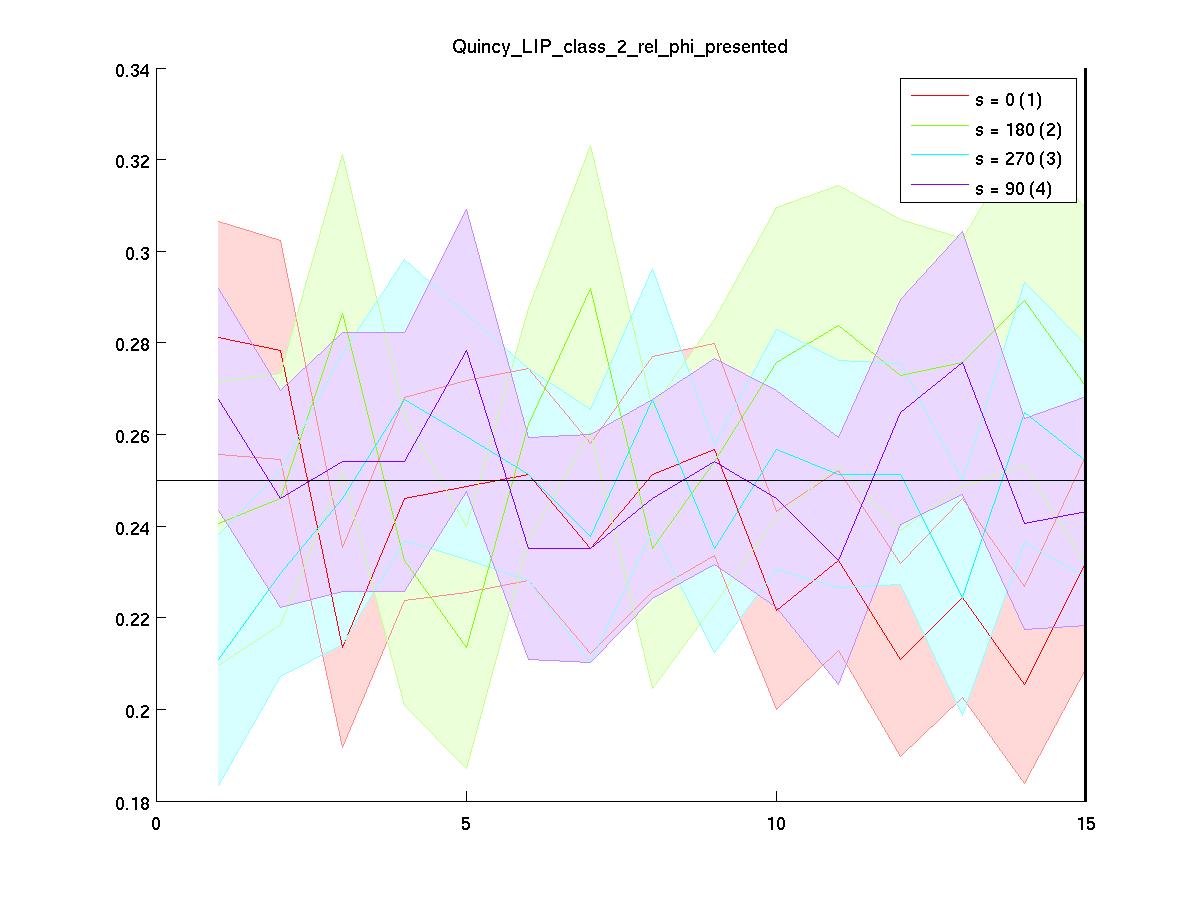 Quincy_LIP_class_2_rel_phi_presented
0.34
0.32
0.3
0.28
0.26
0.24
0.22
0.2
0.18
0
5
10
15
s = 0 (1)
s = 180 (2)
s = 270 (3)
s = 90 (4)